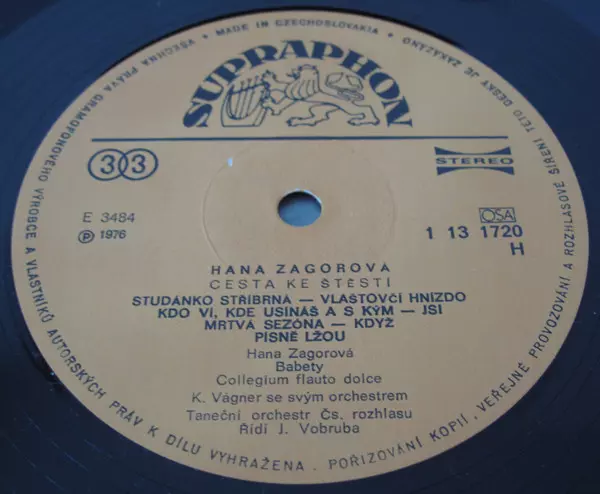 MADE IN CZECHOSLOVAKIA • VŠECHNA PRÁVA GRAMOFONOVÉHO VÝROBCE A VLASTNÍKŮ AUTORSKÝCH PRÁV K DÍLU VYHRAŽENA. POŘIZOVÁNÍ KOPIÍ, VEŘEJNÉ PROVOZOVÁNÍ A ROZHLASOVÉ ŠÍŘENÍ TÉTO DESKY JE ZAKÁZÁNO •
SUPRAPHON
33
STEREO
E 3484
℗ 1976
OSA
1 13 1720
H
HANA ZAGOROVÁ
CESTA KE ŠTĚSTÍ
STUDÁNKO STŘÍBRNÁ — VLAŠTOVČÍ HNÍZDO
KDO VÍ, KDE USÍNÁŠ A S KÝM — JSI
MRTVÁ SEZÓNA — KDYŽ
PÍSNĚ LŽOU
Hana Zagorová
Babety
Collegium flauto dolce
K. Vágner se svým orchestrem
Taneční orchestr Čs. rozhlasu
Řídí J. Vobruba